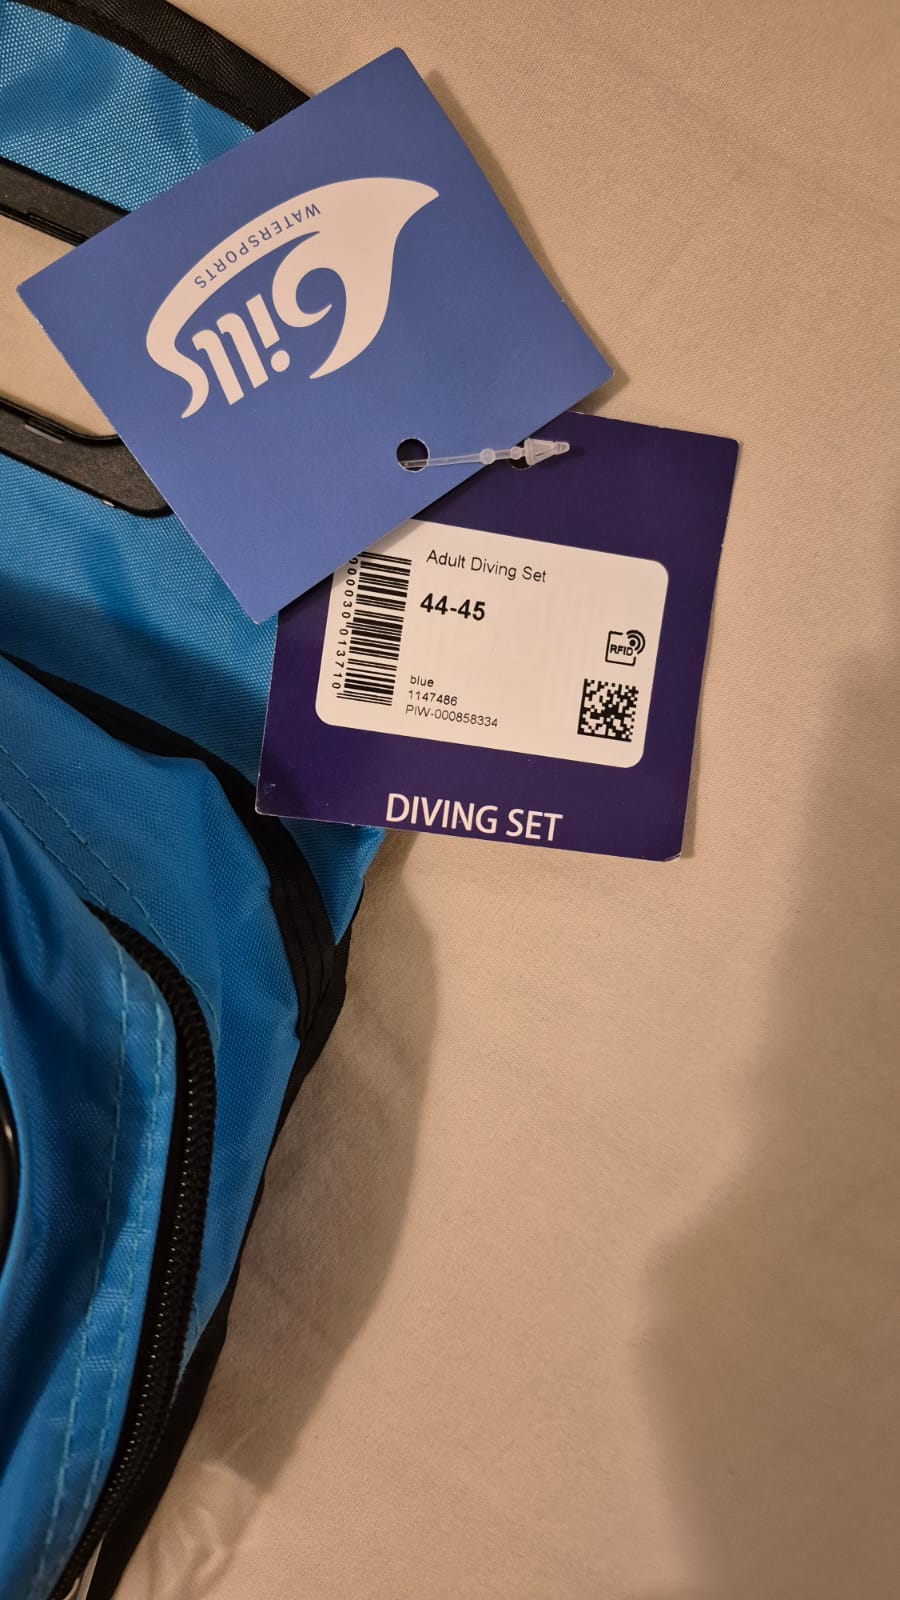 Gills
WATERSPORTS
Adult Diving Set
44-45
RFID
blue
1147486
PIW-000858334
DIVING SET